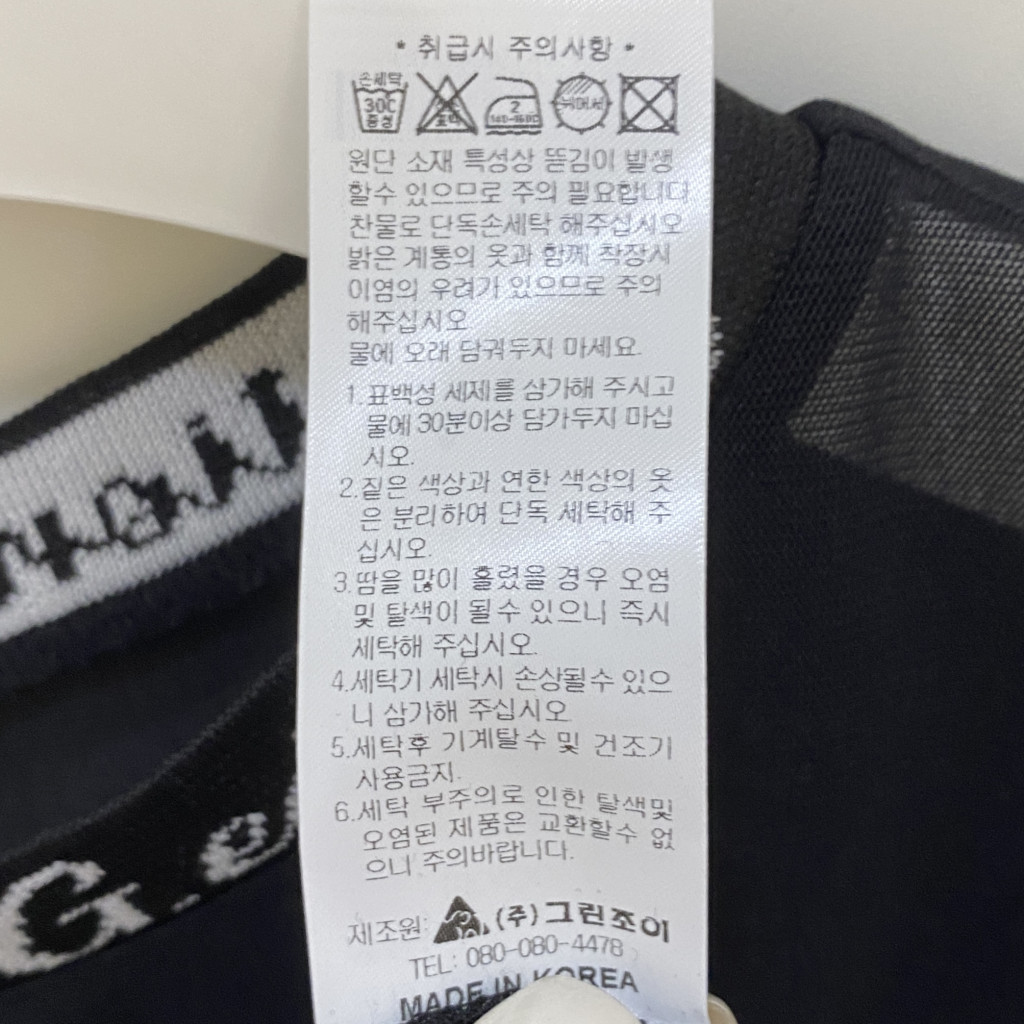 * 취급시 주의사항 *
손세탁 30C 중성
표백
2 140~160C
뉘어서
원단 소재 특성상 뜯김이 발생
할수 있으므로 주의 필요합니다
찬물로 단독손세탁 해주십시오
밝은 계통의 옷과 함께 착장시
이염의 우려가 있으므로 주의
해주십시오
물에 오래 담궈두지 마세요.
1.표백성 세제를 삼가해 주시고
물에 30분이상 담가두지 마십
시오.
2.짙은 색상과 연한 색상의 옷
은 분리하여 단독 세탁해 주
십시오.
3.땀을 많이 흘렸을 경우 오염
및 탈색이 될수 있으니 즉시
세탁해 주십시오.
4.세탁기 세탁시 손상될수 있으
니 삼가해 주십시오
5.세탁후 기계탈수 및 건조기
사용금지.
6.세탁 부주의로 인한 탈색및
오염된 제품은 교환할수 없
으니 주의바랍니다.
제조원: (주)그린조이
TEL: 080-080-4478
MADE IN KOREA
G.